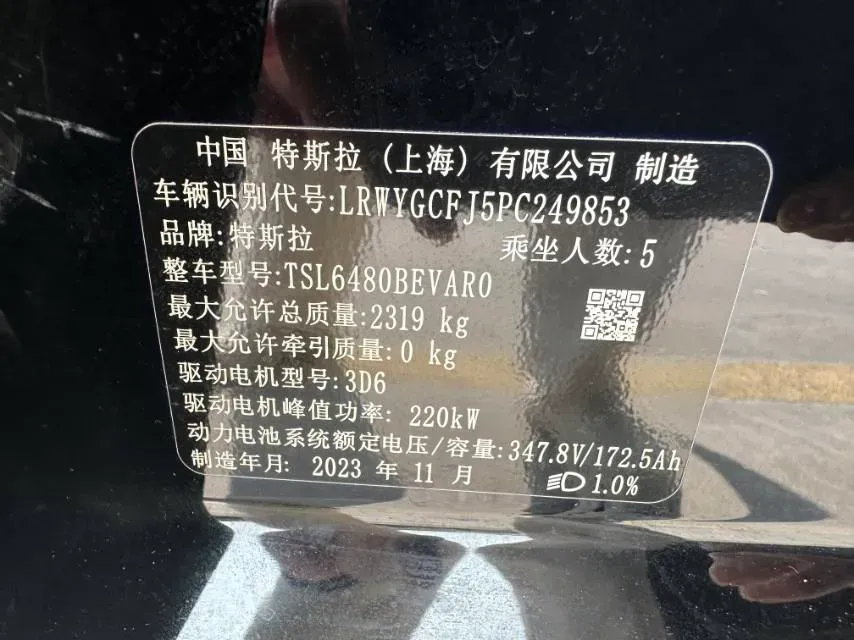 中国 特斯拉（上海）有限公司 制造
车辆识别代号:LRWYGCFJ5PC249853
品牌:特斯拉 乘坐人数:5
整车型号:TSL6480BEVAR0
最大允许总质量:2319 kg
最大允许牵引质量:0 kg
驱动电机型号:3D6
驱动电机峰值功率: 220kW
动力电池系统额定电压/容量:347.8V/172.5Ah
制造年月: 2023 年 11 月 1.0%